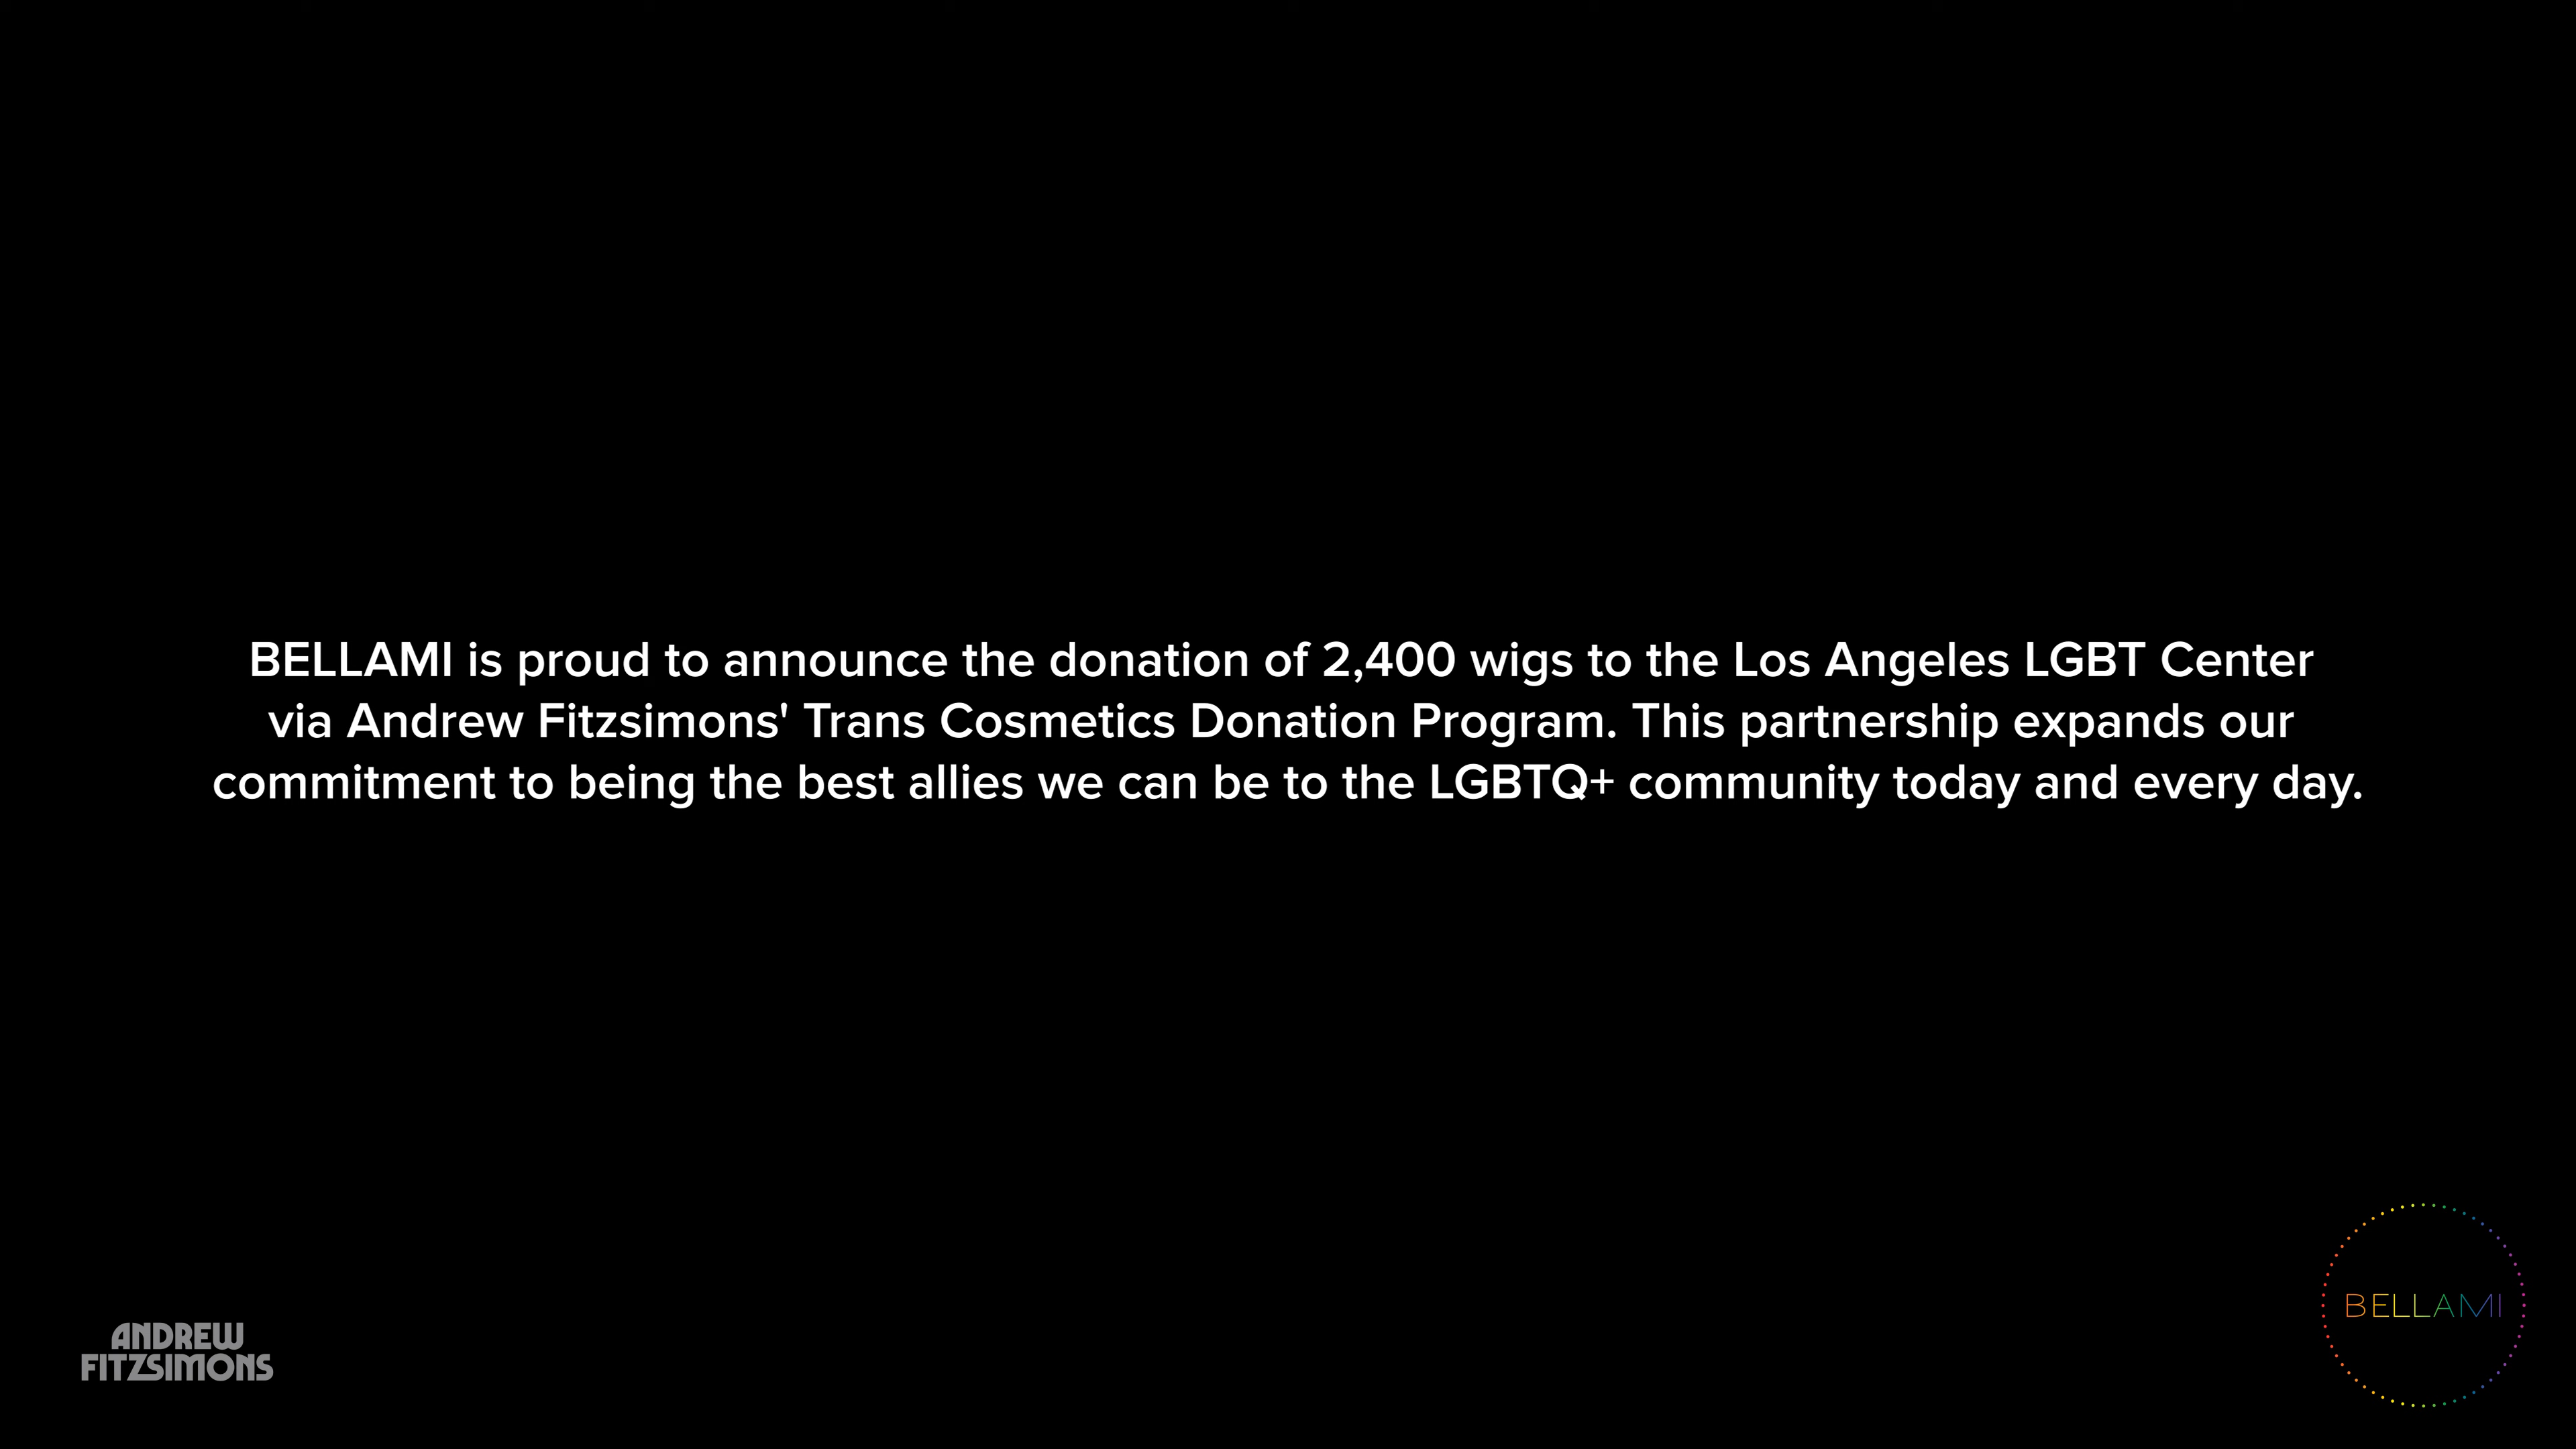 BELLAMI is proud to announce the donation of 2,400 wigs to the Los Angeles LGBT Center
via Andrew Fitzsimons' Trans Cosmetics Donation Program. This partnership expands our
commitment to being the best allies we can be to the LGBTQ+ community today and every day.
ANDREW
FITZSIMONS
BELLAMI